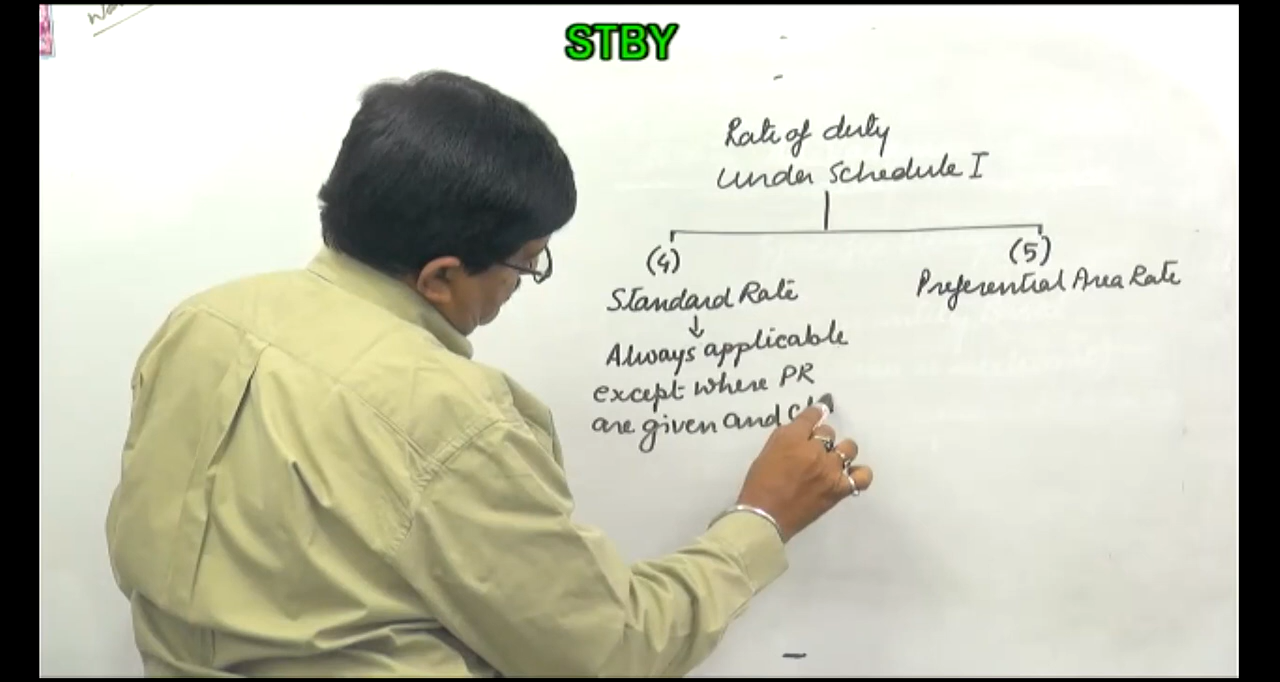 STBY
Rate of duty
under Schedule I
(4)
(5)
Standard Rate
Preferential Area Rate
Always applicable
except where PR
are given and